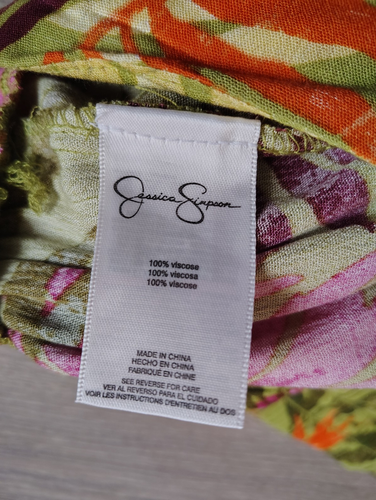 Jessica Simpson
100% viscose
100% viscosa
100% viscose
MADE IN CHINA
HECHO EN CHINA
FABRIQUÉ EN CHINE
SEE REVERSE FOR CARE
VER AL REVERSO PARA EL CUIDADO
VOIR LES INSTRUCTIONS D'ENTRETIEN AU DOS